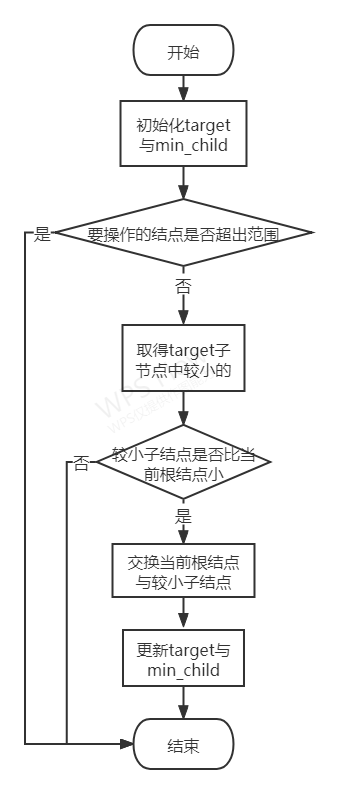 开始
初始化target
与min_child
是
要操作的结点是否超出范围
否
取得target子
节点中较小的
较小子结点是否比当
前根结点小
否
是
交换当前根结点
与较小子结点
更新target与
min_child
结束